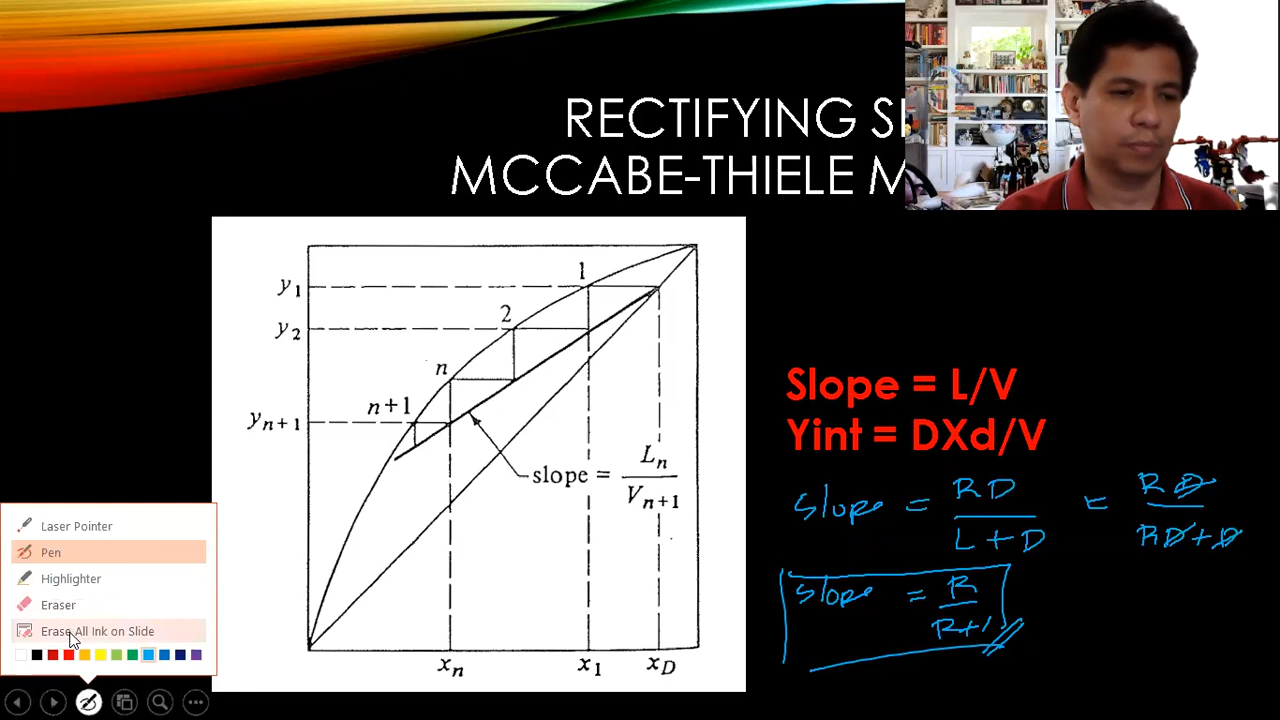 RECTIFYING S
MCCABE-THIELE M
1
y1
2
y2
n
n+1
yn+1
slope = Ln / Vn+1
xn
x1
xD
Slope = L/V
Yint = DXd/V
slope = RD / L+D = RD / RD+D
slope = R / R+1
Laser Pointer
Pen
Highlighter
Eraser
Erase All Ink on Slide